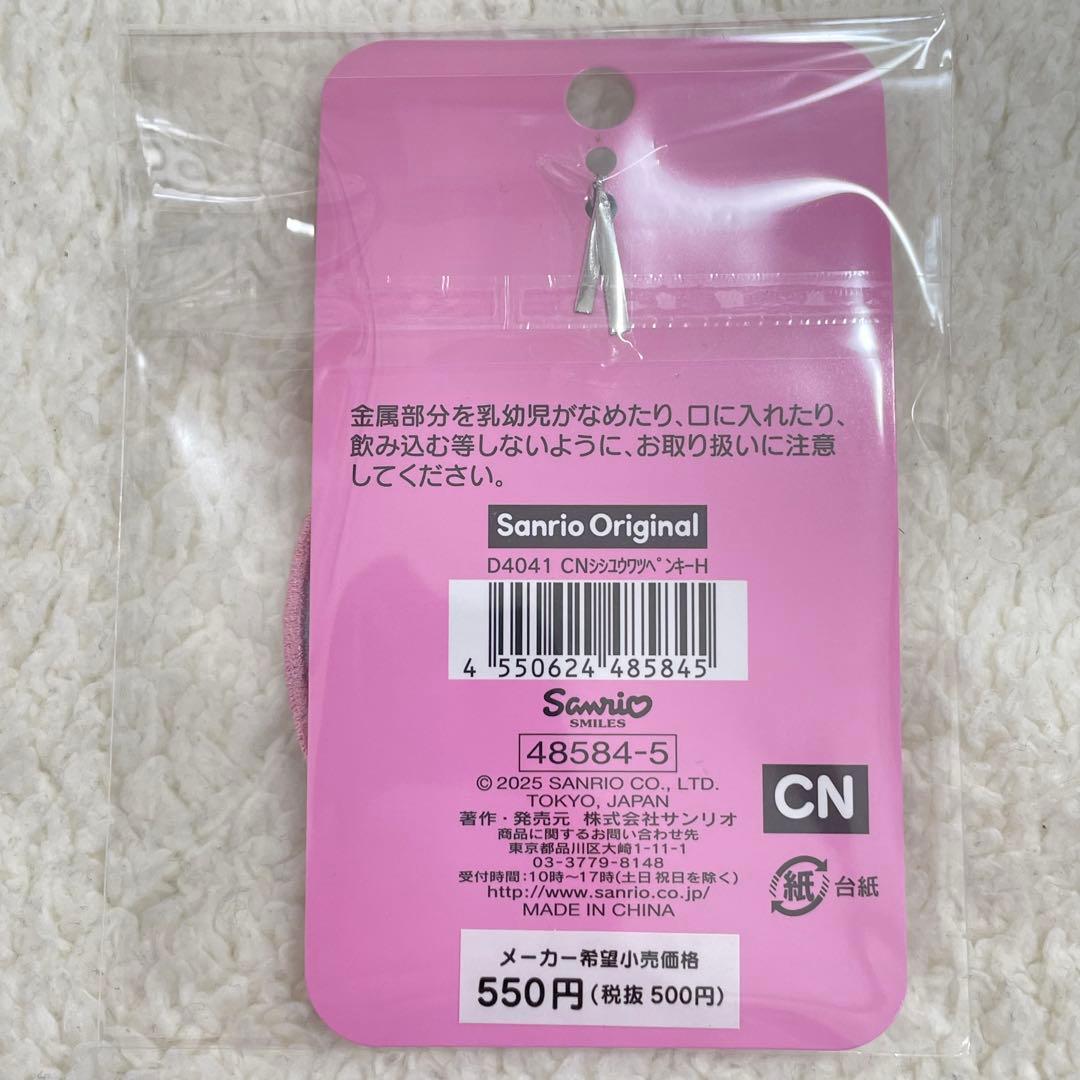 金属部分を乳幼児がなめたり、口に入れたり、
飲み込む等しないように、お取り扱いに注意
してください。
Sanrio Original
D4041 CNｼｼﾕｳﾜﾂﾍﾟﾝｷｰH
4 550624 485845
Sanrio
SMILES
48584-5
© 2025 SANRIO CO., LTD.
TOKYO, JAPAN
著作・発売元 株式会社サンリオ
商品に関するお問い合わせ先
東京都品川区大崎1-11-1
03-3779-8148
受付時間:10時～17時(土日祝日を除く)
http://www.sanrio.co.jp/
MADE IN CHINA
CN
紙 台紙
メーカー希望小売価格
550円(税抜 500円)